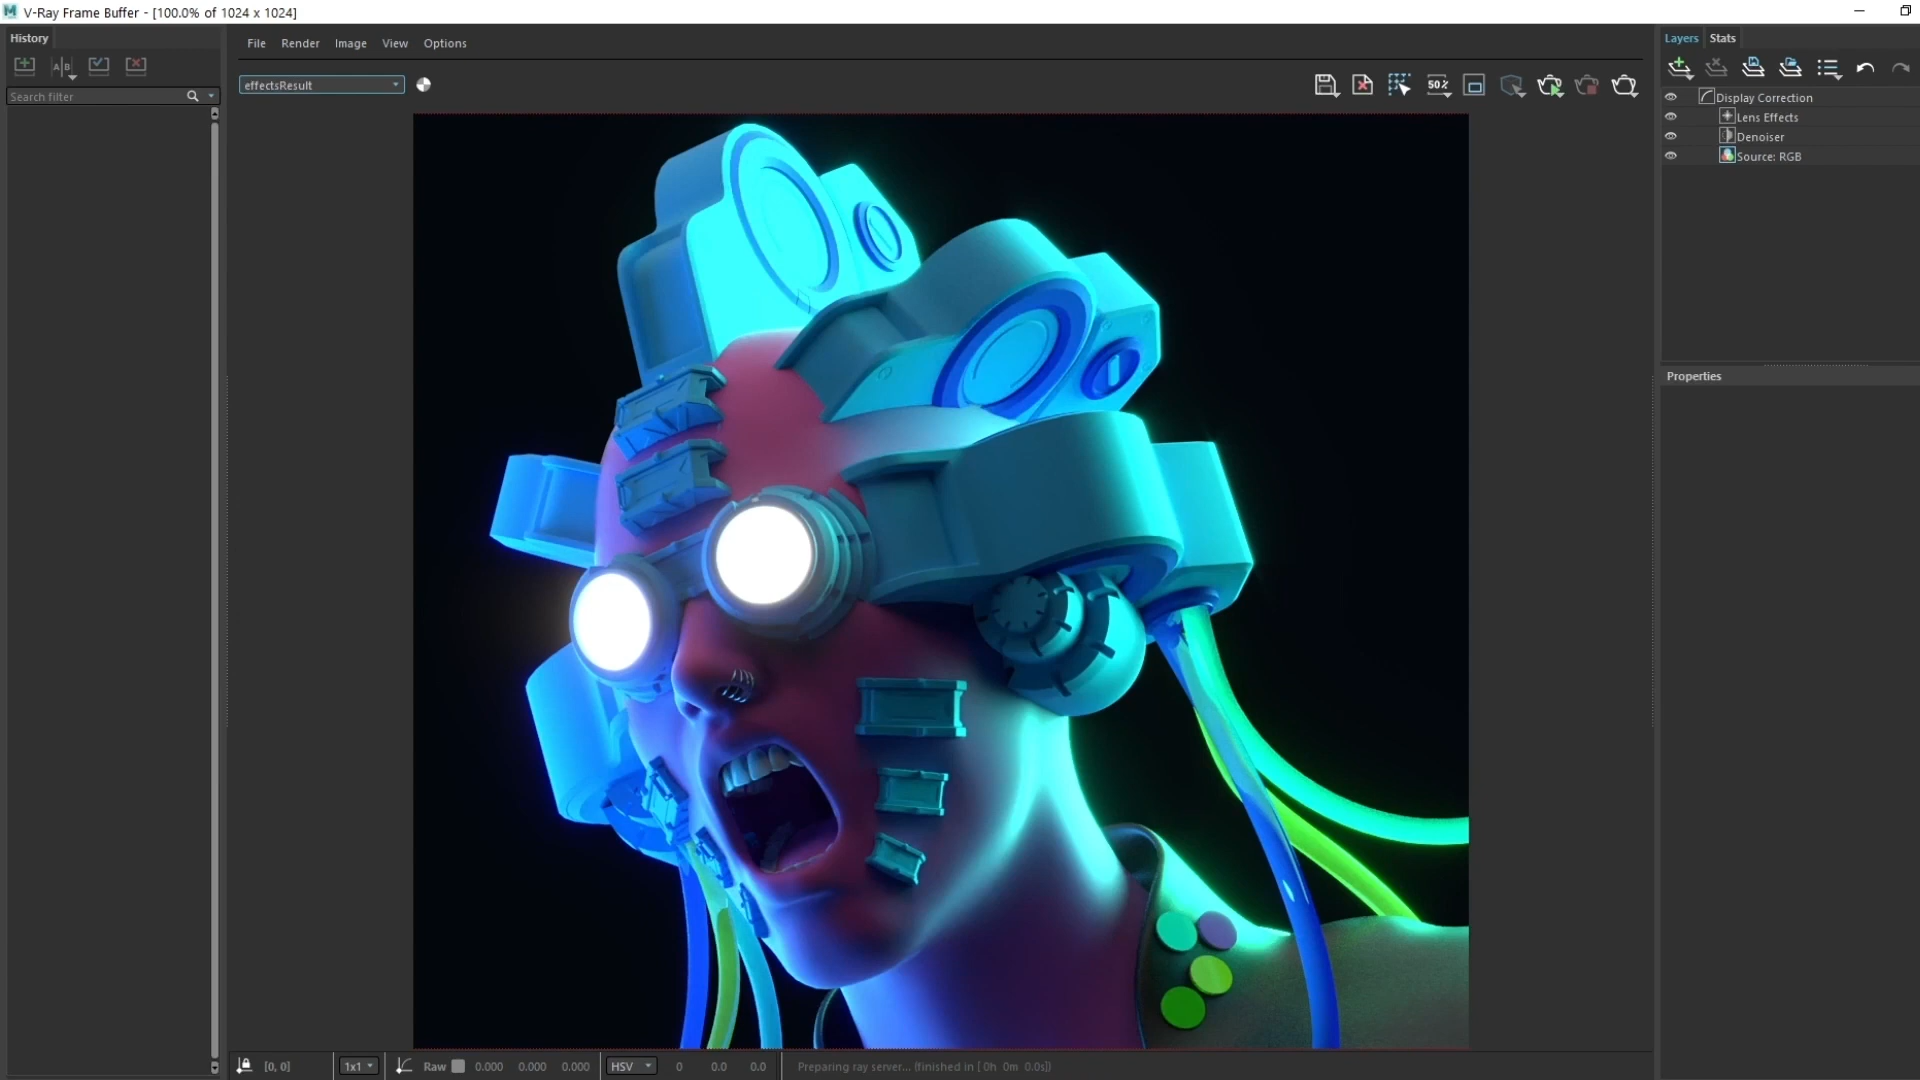 V-Ray Frame Buffer - [100.0% of 1024 x 1024]
History
File Render Image View Options
Layers Stats
A B
Search filter
effectsResult
50%
Display Correction
Lens Effects
Denoiser
Source: RGB
Properties
[0, 0]
1x1
Raw
0.000 0.000 0.000
HSV
0 0.0 0.0
Preparing ray server... (finished in [ 0h 0m 0.0s])